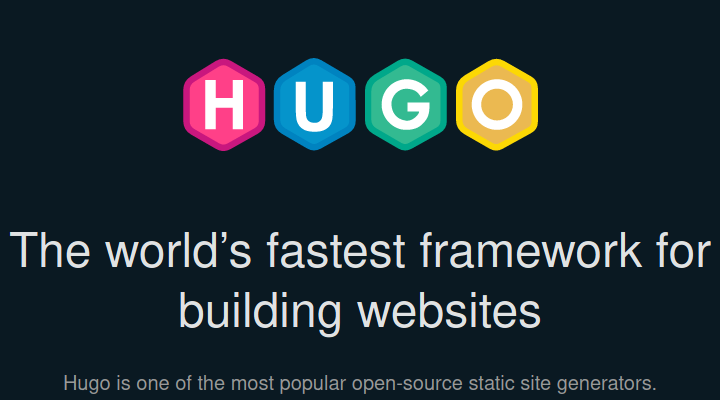 HUGO
The world’s fastest framework for
building websites
Hugo is one of the most popular open-source static site generators.